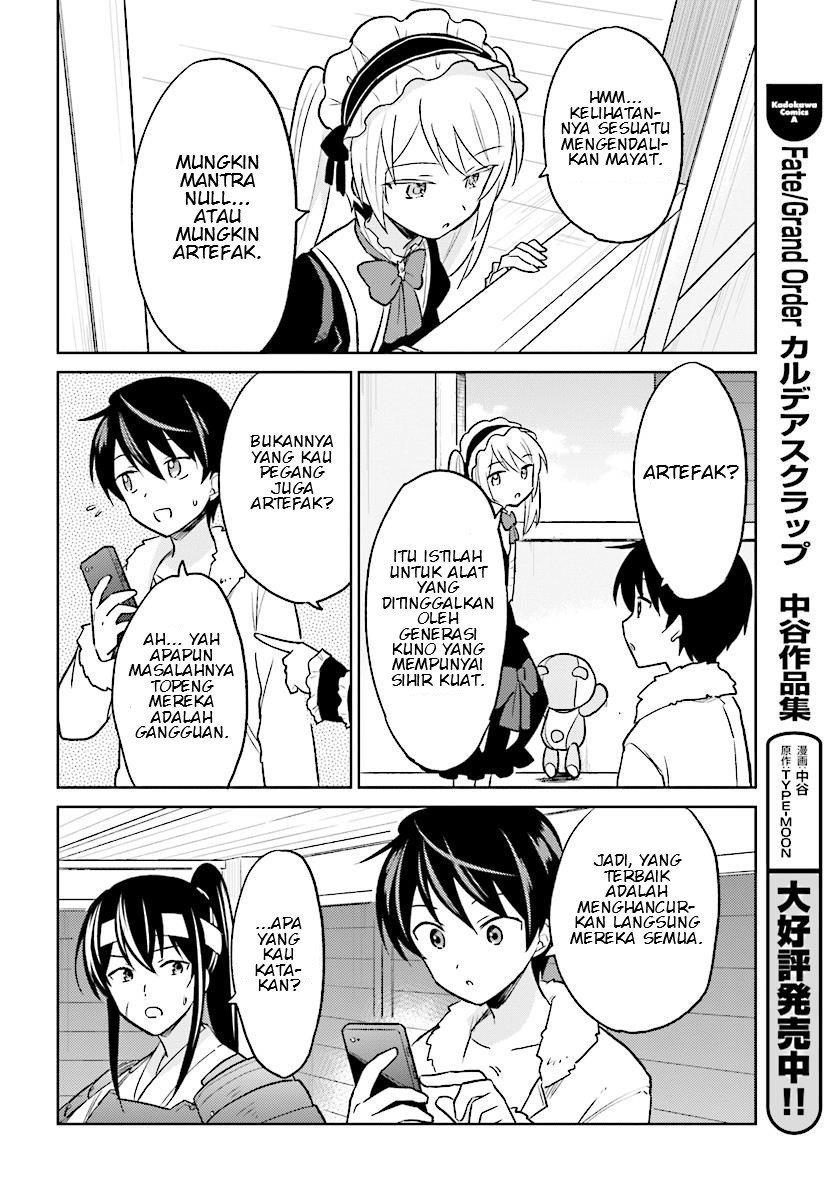 HMM...
KELIHATAN-
NYA SESUATU
MENGENDALI-
KAN MAYAT.
MUNGKIN
MANTRA
NULL...
ATAU
MUNGKIN
ARTEFAK.
ARTEFAK?
ITU ISTILAH
UNTUK ALAT
YANG
DITINGGALKAN
OLEH
GENERASI
KUNO YANG
MEMPUNYAI
SIHIR KUAT.
BUKANNYA
YANG KAU
PEGANG
JUGA
ARTEFAK?
AH... YAH
APAPUN
MASALAHNYA
TOPENG
MEREKA
ADALAH
GANGGUAN.
JADI, YANG
TERBAIK
ADALAH
MENGHANCUR-
KAN LANGSUNG
MEREKA SEMUA.
...APA
YANG
KAU
KATA-
KAN?
Kadokawa
Comics
A
Fate/Grand Order カルデアスクラップ 中谷作品集
漫画:中谷
原作:TYPE-MOON
大好評発売中!!